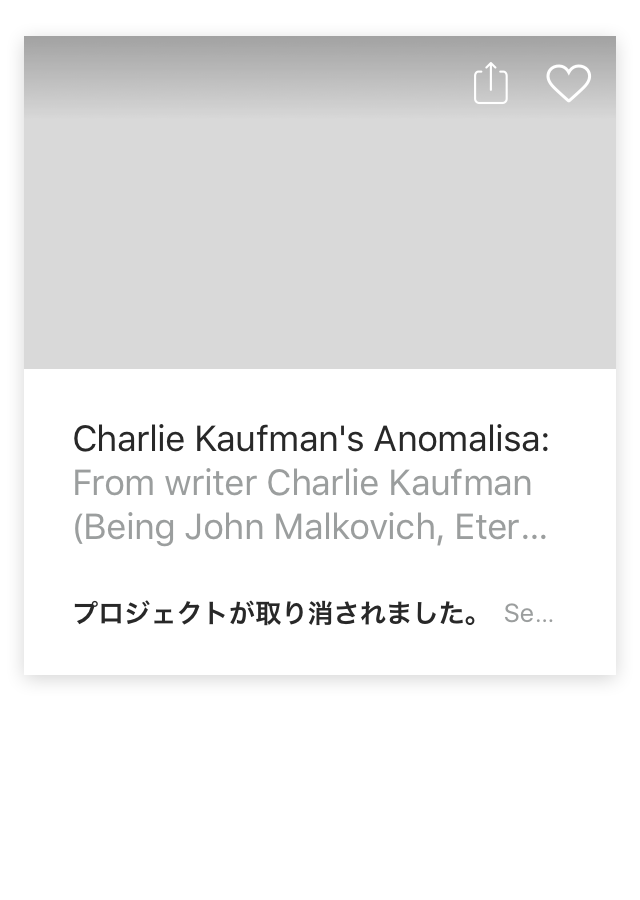 Charlie Kaufman's Anomalisa:
From writer Charlie Kaufman
(Being John Malkovich, Eter...
プロジェクトが取り消されました。 Se...